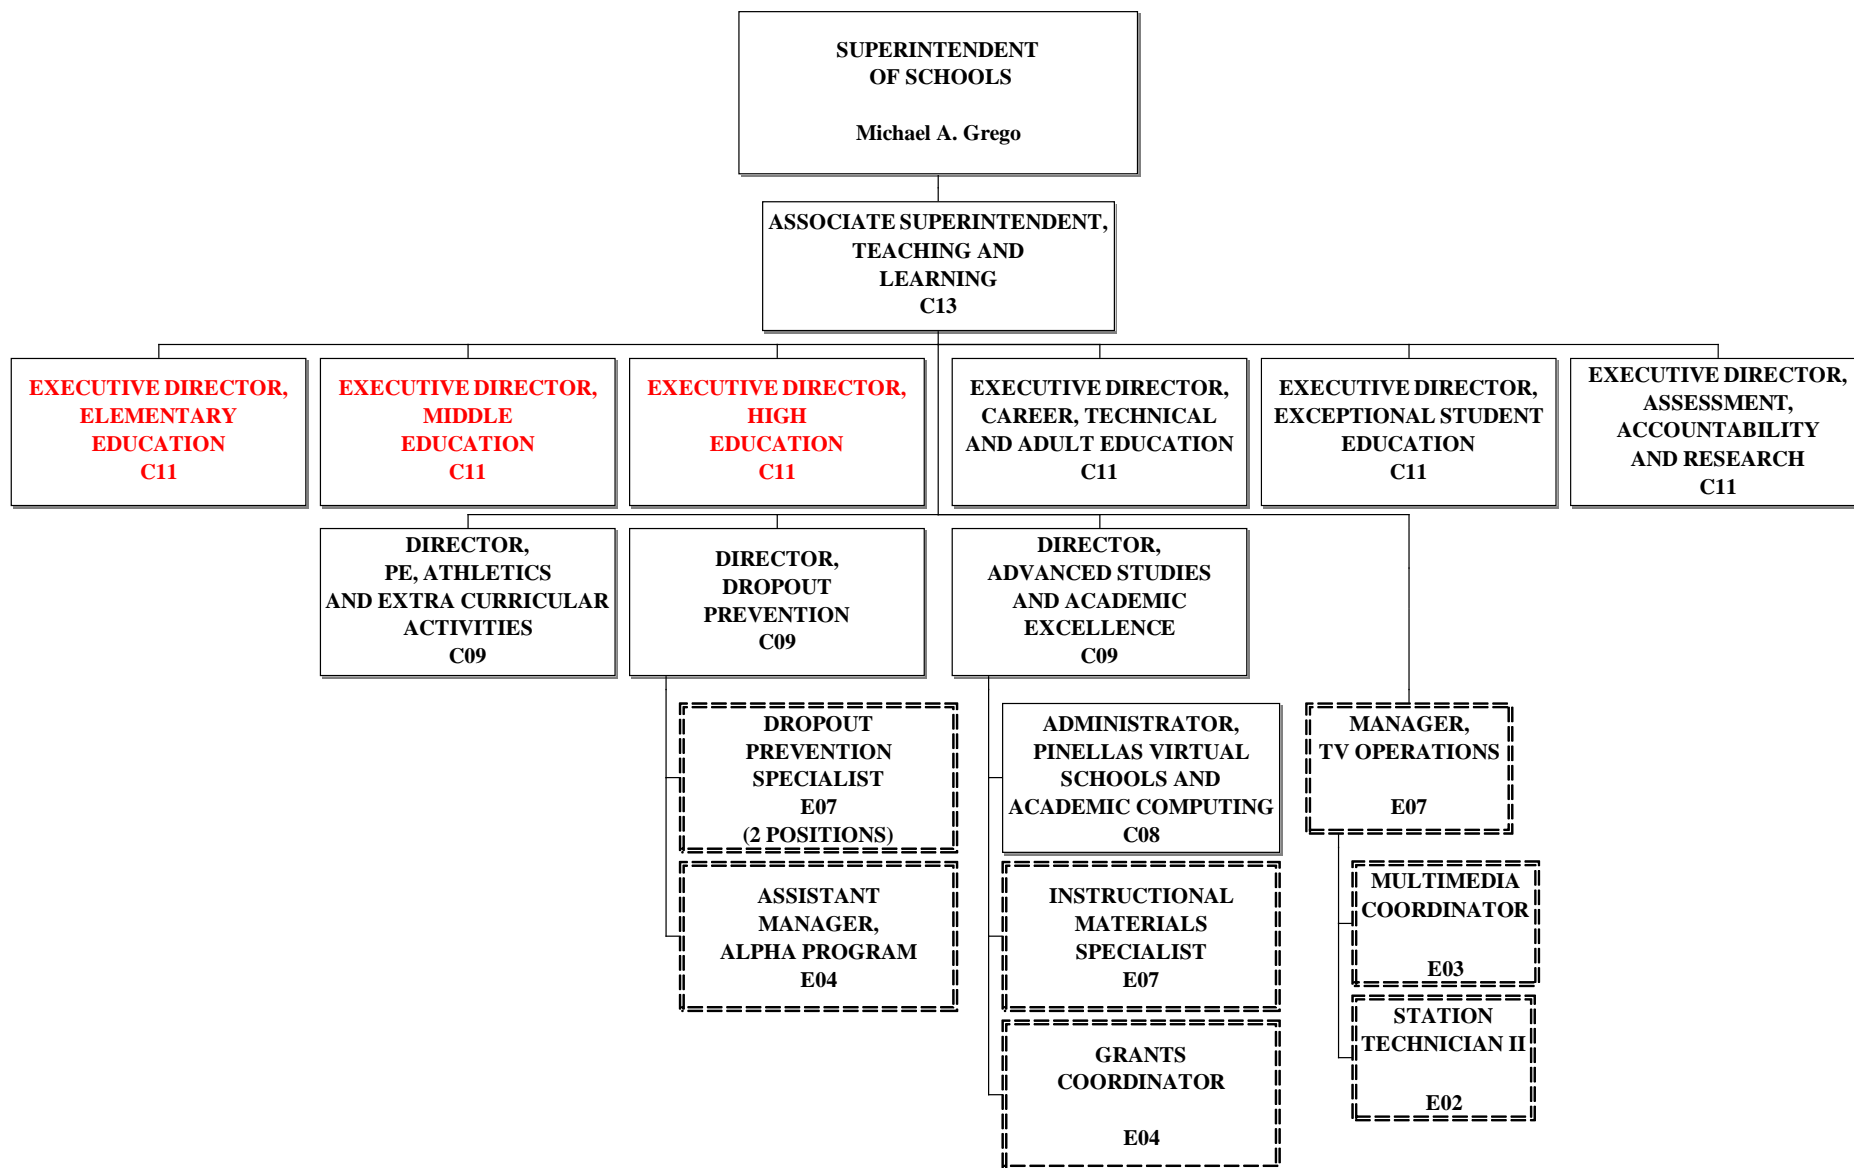 SUPERINTENDENT
OF SCHOOLS
Michael A. Grego
ASSOCIATE SUPERINTENDENT,
TEACHING AND
LEARNING
C13
EXECUTIVE DIRECTOR,
ELEMENTARY
EDUCATION
C11
EXECUTIVE DIRECTOR,
MIDDLE
EDUCATION
C11
EXECUTIVE DIRECTOR,
HIGH
EDUCATION
C11
EXECUTIVE DIRECTOR,
CAREER, TECHNICAL
AND ADULT EDUCATION
C11
EXECUTIVE DIRECTOR,
EXCEPTIONAL STUDENT
EDUCATION
C11
EXECUTIVE DIRECTOR,
ASSESSMENT,
ACCOUNTABILITY
AND RESEARCH
C11
DIRECTOR,
PE, ATHLETICS
AND EXTRA CURRICULAR
ACTIVITIES
C09
DIRECTOR,
DROPOUT
PREVENTION
C09
DIRECTOR,
ADVANCED STUDIES
AND ACADEMIC
EXCELLENCE
C09
DROPOUT
PREVENTION
SPECIALIST
E07
(2 POSITIONS)
ADMINISTRATOR,
PINELLAS VIRTUAL
SCHOOLS AND
ACADEMIC COMPUTING
C08
MANAGER,
TV OPERATIONS
E07
ASSISTANT
MANAGER,
ALPHA PROGRAM
E04
INSTRUCTIONAL
MATERIALS
SPECIALIST
E07
MULTIMEDIA
COORDINATOR
E03
GRANTS
COORDINATOR
E04
STATION
TECHNICIAN II
E02